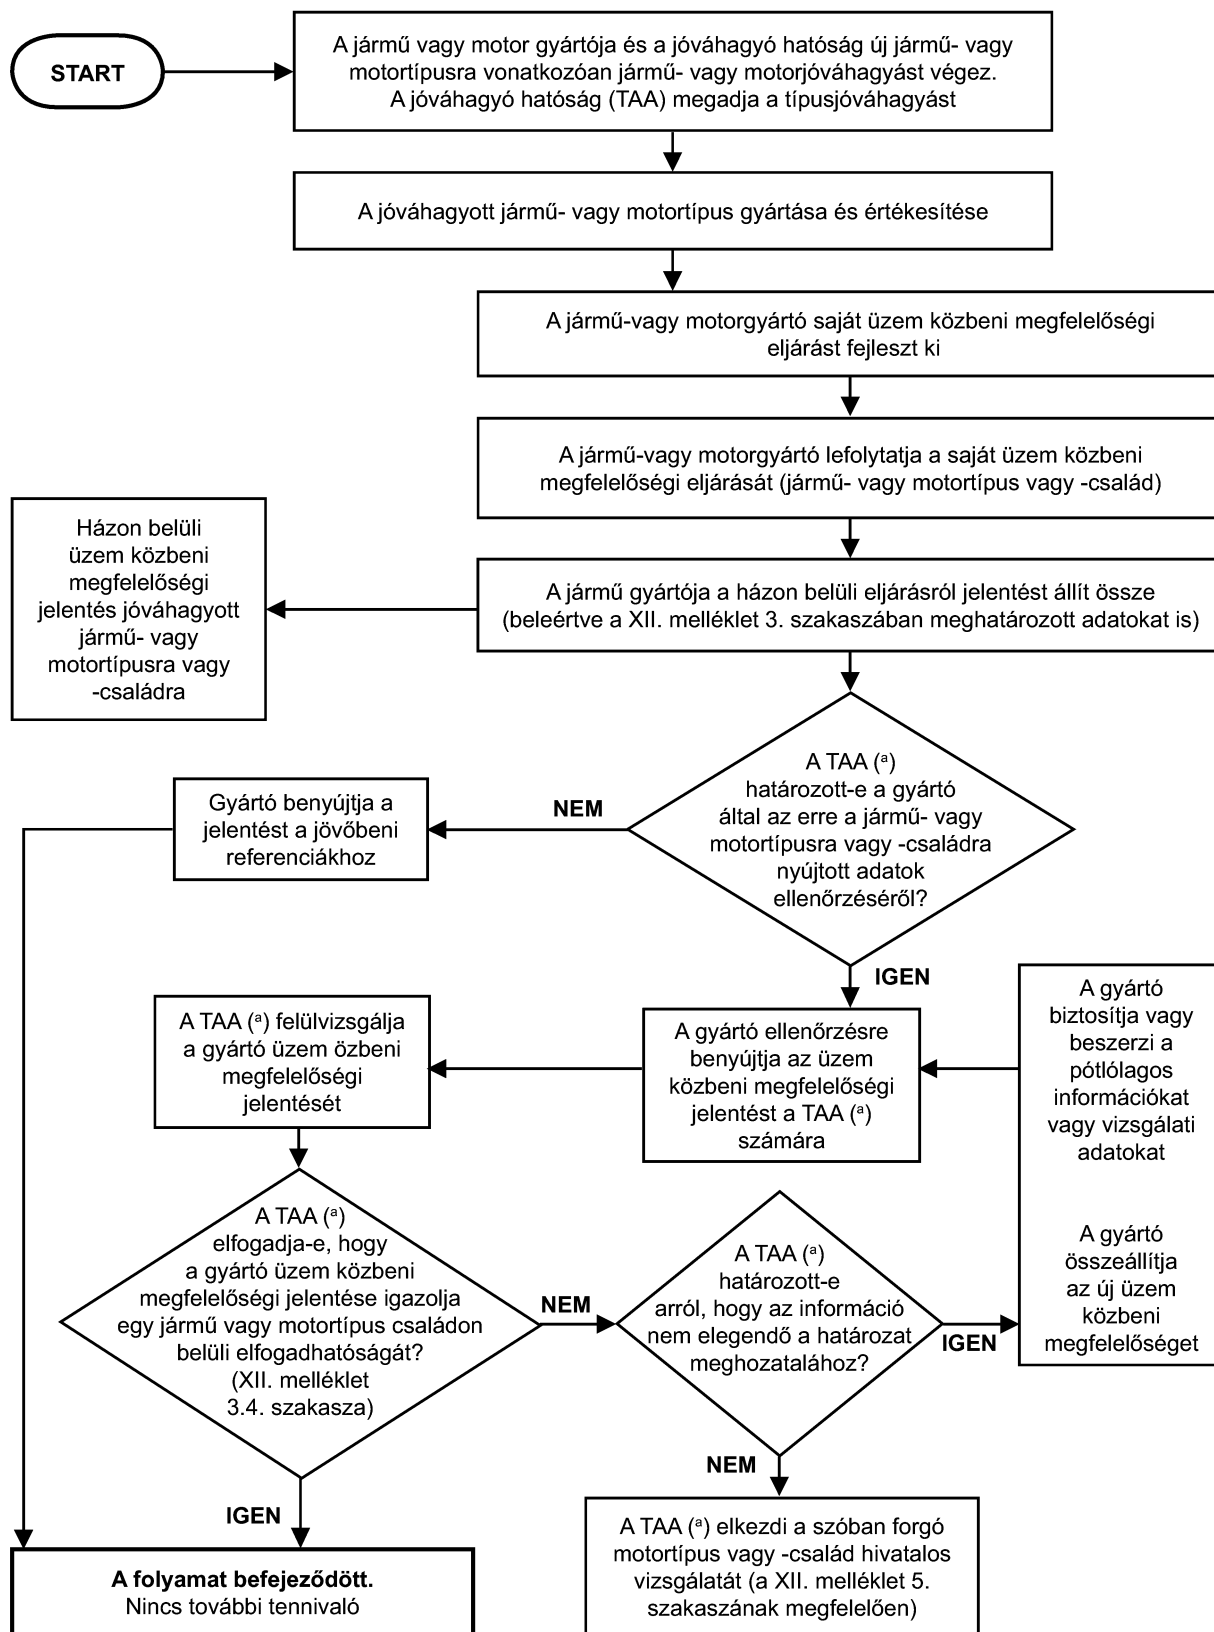 START
A jármű vagy motor gyártója és a jóváhagyó hatóság új jármű- vagy
motortípusra vonatkozóan jármű- vagy motorjóváhagyást végez.
A jóváhagyó hatóság (TAA) megadja a típusjóváhagyást
A jóváhagyott jármű- vagy motortípus gyártása és értékesítése
A jármű-vagy motorgyártó saját üzem közbeni megfelelőségi
eljárást fejleszt ki
A jármű-vagy motorgyártó lefolytatja a saját üzem közbeni
megfelelőségi eljárását (jármű- vagy motortípus vagy -család)
Házon belüli
üzem közbeni
megfelelőségi
jelentés jóváhagyott
jármű- vagy
motortípusra vagy
-családra
A jármű gyártója a házon belüli eljárásról jelentést állít össze
(beleértve a XII. melléklet 3. szakaszában meghatározott adatokat is)
A TAA (ª)
határozott-e a gyártó
által az erre a jármű- vagy
motortípusra vagy -családra
nyújtott adatok
ellenőrzéséről?
NEM
Gyártó benyújtja a
jelentést a jövőbeni
referenciákhoz
IGEN
A TAA (ª) felülvizsgálja
a gyártó üzem özbeni
megfelelőségi
jelentését
A gyártó ellenőrzésre
benyújtja az üzem
közbeni megfelelőségi
jelentést a TAA (ª)
számára
A gyártó
biztosítja vagy
beszerzi a
pótlólagos
információkat
vagy vizsgálati
adatokat
A gyártó
összeállítja
az új üzem
közbeni
megfelelőséget
A TAA (ª)
elfogadja-e, hogy
a gyártó üzem közbeni
megfelelőségi jelentése igazolja
egy jármű vagy motortípus családon
belüli elfogadhatóságát?
(XII. melléklet
3.4. szakasza)
NEM
A TAA (ª)
határozott-e
arról, hogy az információ
nem elegendő a határozat
meghozatalához?
IGEN
NEM
IGEN
A TAA (ª) elkezdi a szóban forgó
motortípus vagy -család hivatalos
vizsgálatát (a XII. melléklet 5.
szakaszának megfelelően)
A folyamat befejeződött.
Nincs további tennivaló